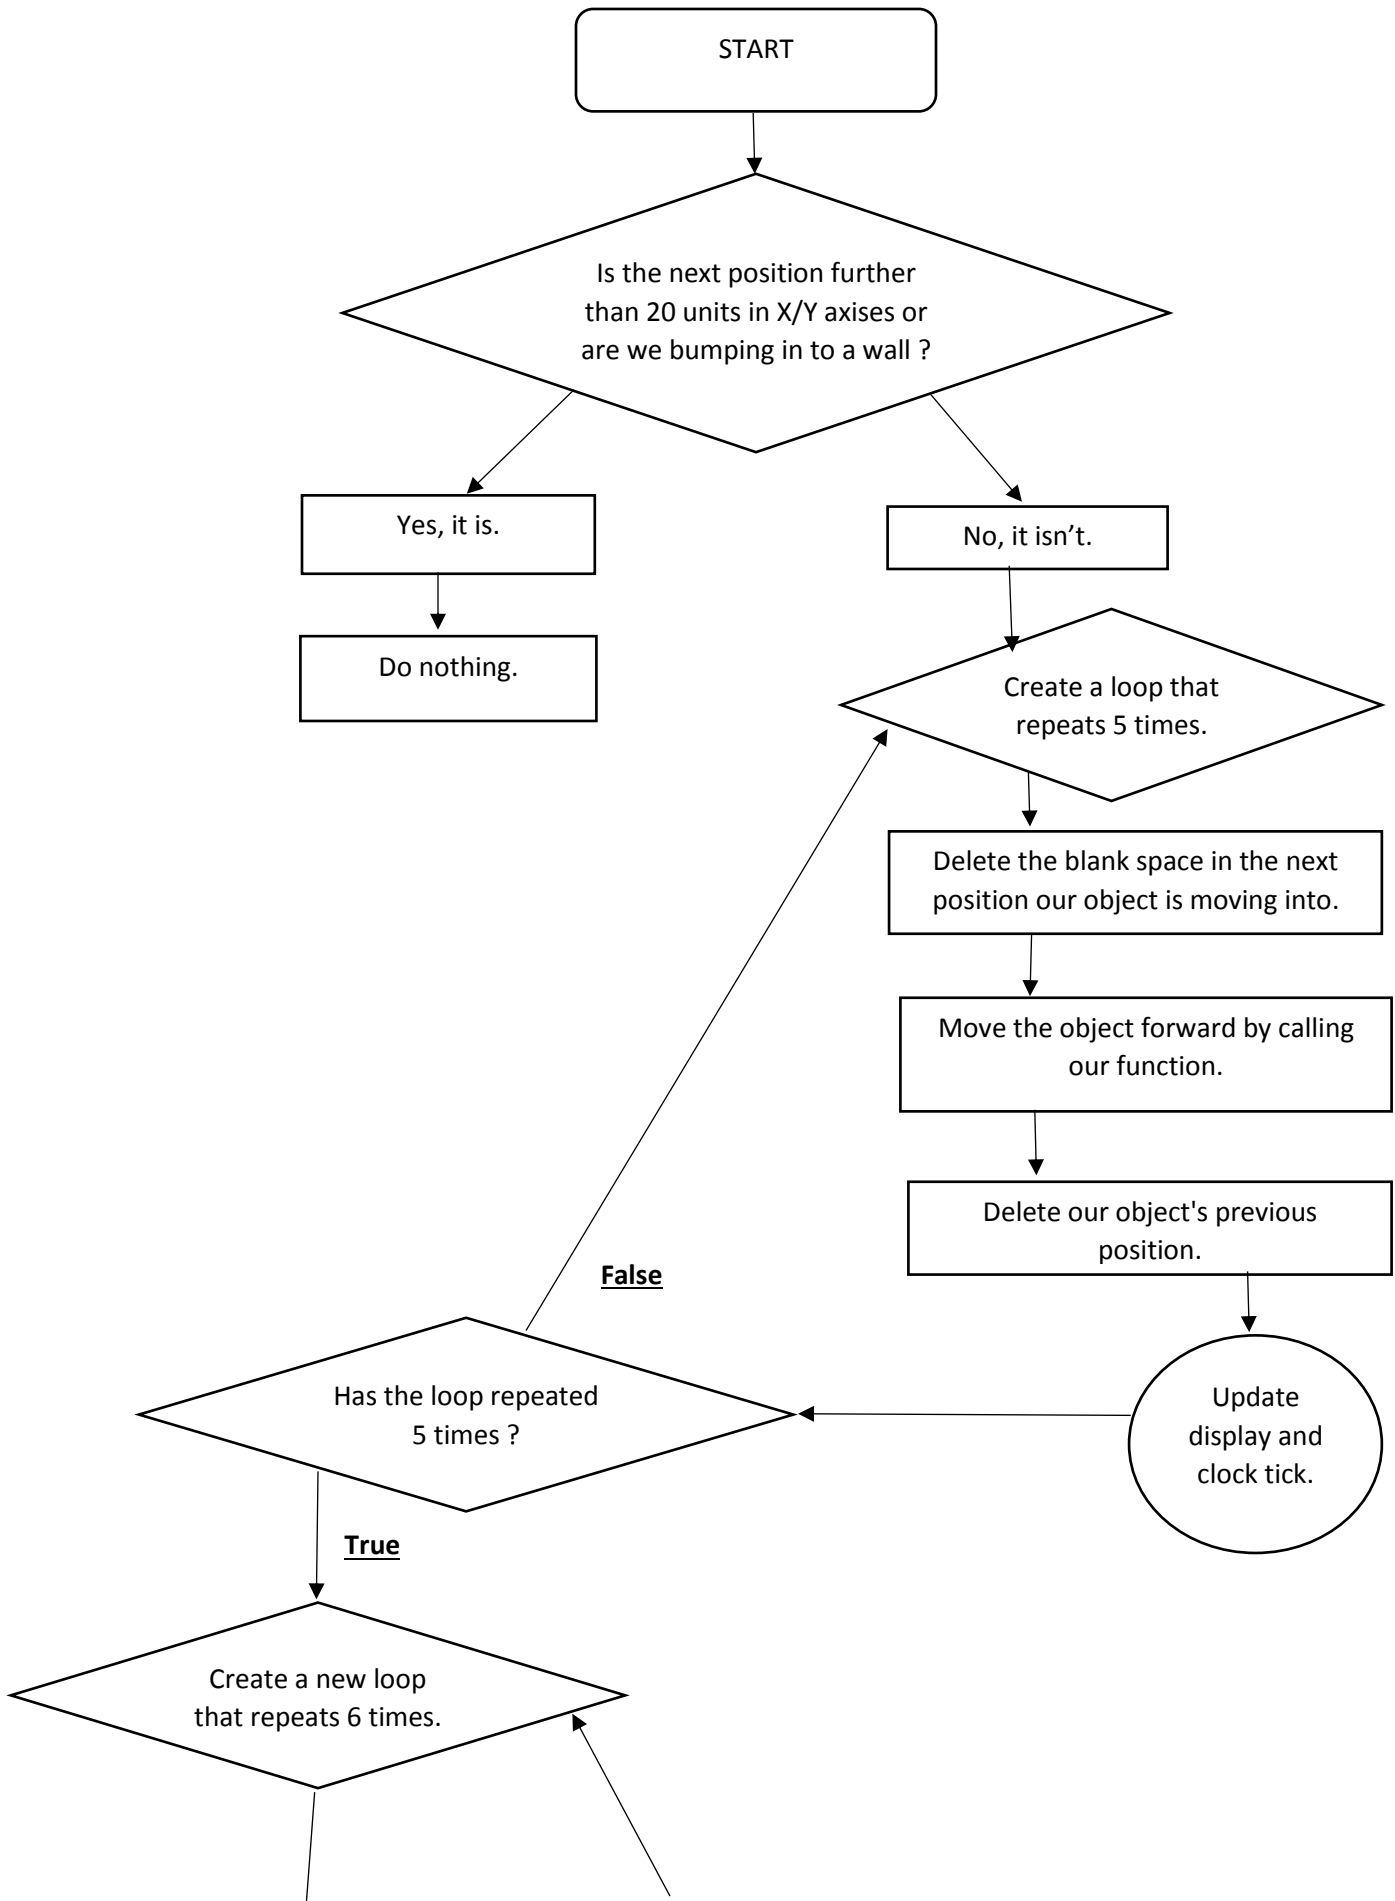 START
Is the next position further
than 20 units in X/Y axises or
are we bumping in to a wall ?
Yes, it is.
No, it isn’t.
Do nothing.
Create a loop that
repeats 5 times.
Delete the blank space in the next
position our object is moving into.
Move the object forward by calling
our function.
Delete our object's previous
position.
False
Has the loop repeated
5 times ?
Update
display and
clock tick.
True
Create a new loop
that repeats 6 times.